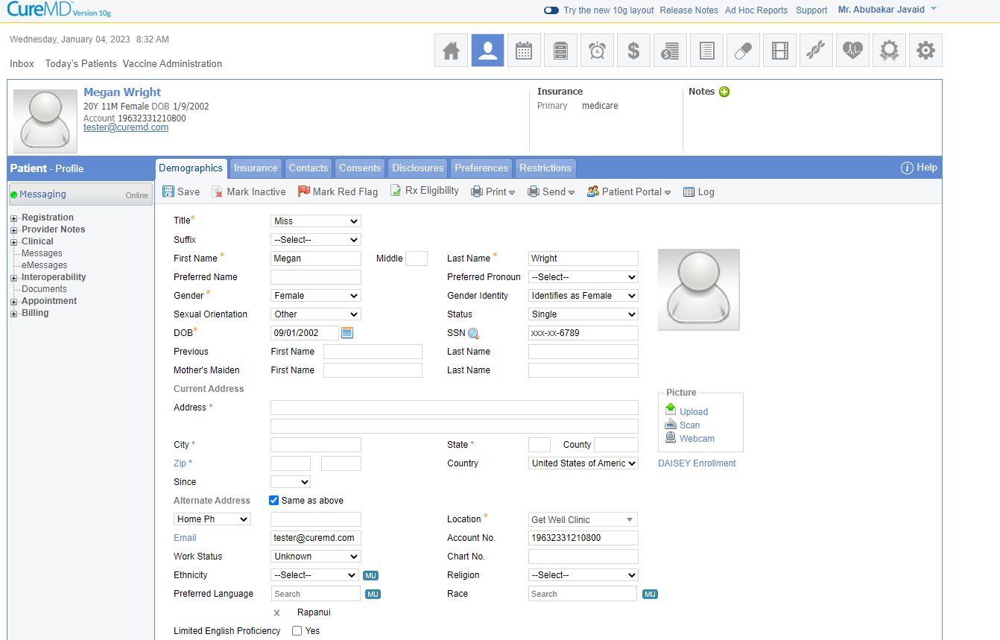 CureMD Version 10g
Try the new 10g layout Release Notes Ad Hoc Reports Support Mr. Abubakar Javaid
Wednesday, January 04, 2023 8:32 AM
Inbox Today's Patients Vaccine Administration
Megan Wright
20Y 11M Female DOB 1/9/2002
Account 19632331210800
tester@curemd.com
Insurance
Primary medicare
Notes
Patient - Profile
Demographics Insurance Contacts Consents Disclosures Preferences Restrictions Help
Messaging Online
Save Mark Inactive Mark Red Flag Rx Eligibility Print Send Patient Portal Log
Registration
Provider Notes
Clinical
Messages
eMessages
Interoperability
Documents
Appointment
Billing
Title* Miss
Suffix --Select--
First Name * Megan Middle Last Name * Wright
Preferred Name Preferred Pronoun --Select--
Gender * Female Gender Identity Identifies as Female
Sexual Orientation Other Status Single
DOB* 09/01/2002 SSN xxx-xx-6789
Previous First Name Last Name
Mother's Maiden First Name Last Name
Current Address
Address *
City * State * County
Zip * Country United States of Americ
Since
Alternate Address Same as above
Home Ph Location * Get Well Clinic
Email tester@curemd.com Account No. 19632331210800
Work Status Unknown Chart No.
Ethnicity --Select-- MU Religion --Select--
Preferred Language Search MU Race Search MU
x Rapanui
Limited English Proficiency Yes
Picture
Upload
Scan
Webcam
DAISEY Enrollment